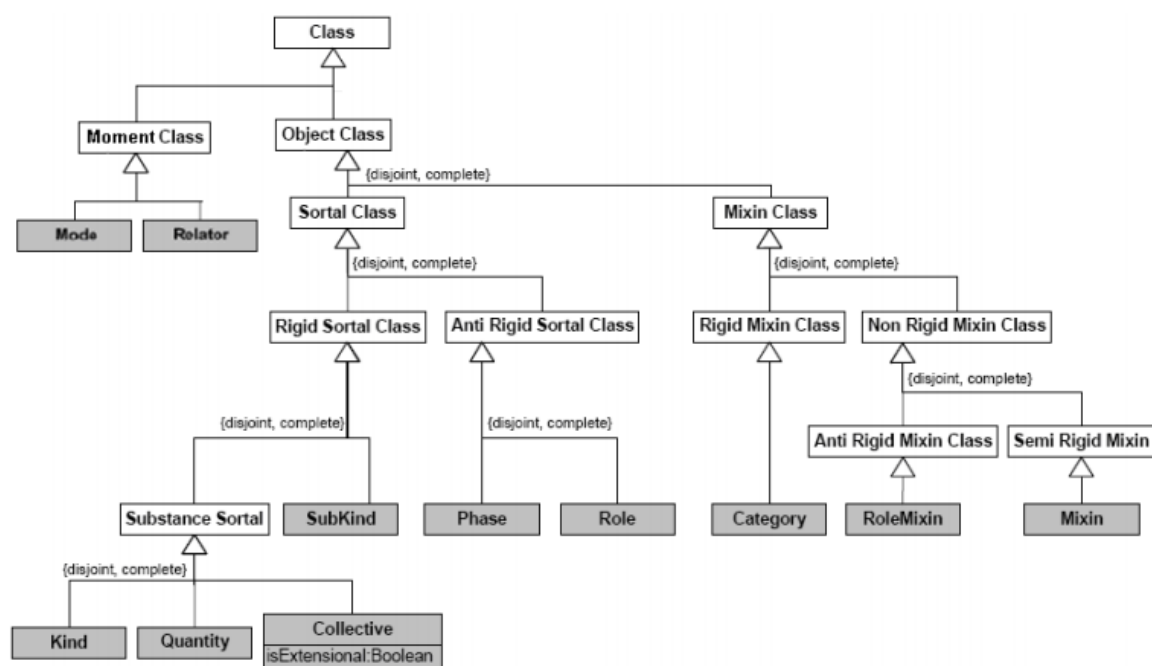 Class
Moment Class
Object Class
{disjoint, complete}
Mode
Relator
Sortal Class
Mixin Class
{disjoint, complete}
{disjoint, complete}
Rigid Sortal Class
Anti Rigid Sortal Class
Rigid Mixin Class
Non Rigid Mixin Class
{disjoint, complete}
{disjoint, complete}
Anti Rigid Mixin Class
Semi Rigid Mixin
Substance Sortal
SubKind
Phase
Role
Category
RoleMixin
Mixin
{disjoint, complete}
Kind
Quantity
Collective
isExtensional:Boolean